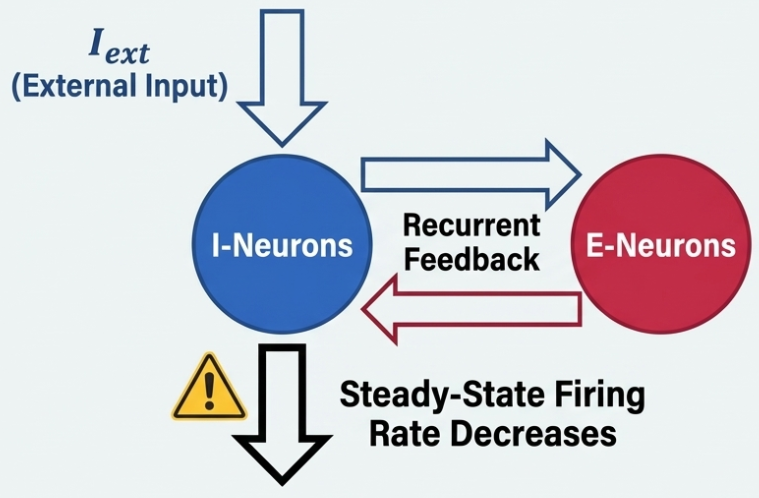 I_ext
(External Input)
I-Neurons
Recurrent
Feedback
E-Neurons
!
Steady-State Firing
Rate Decreases